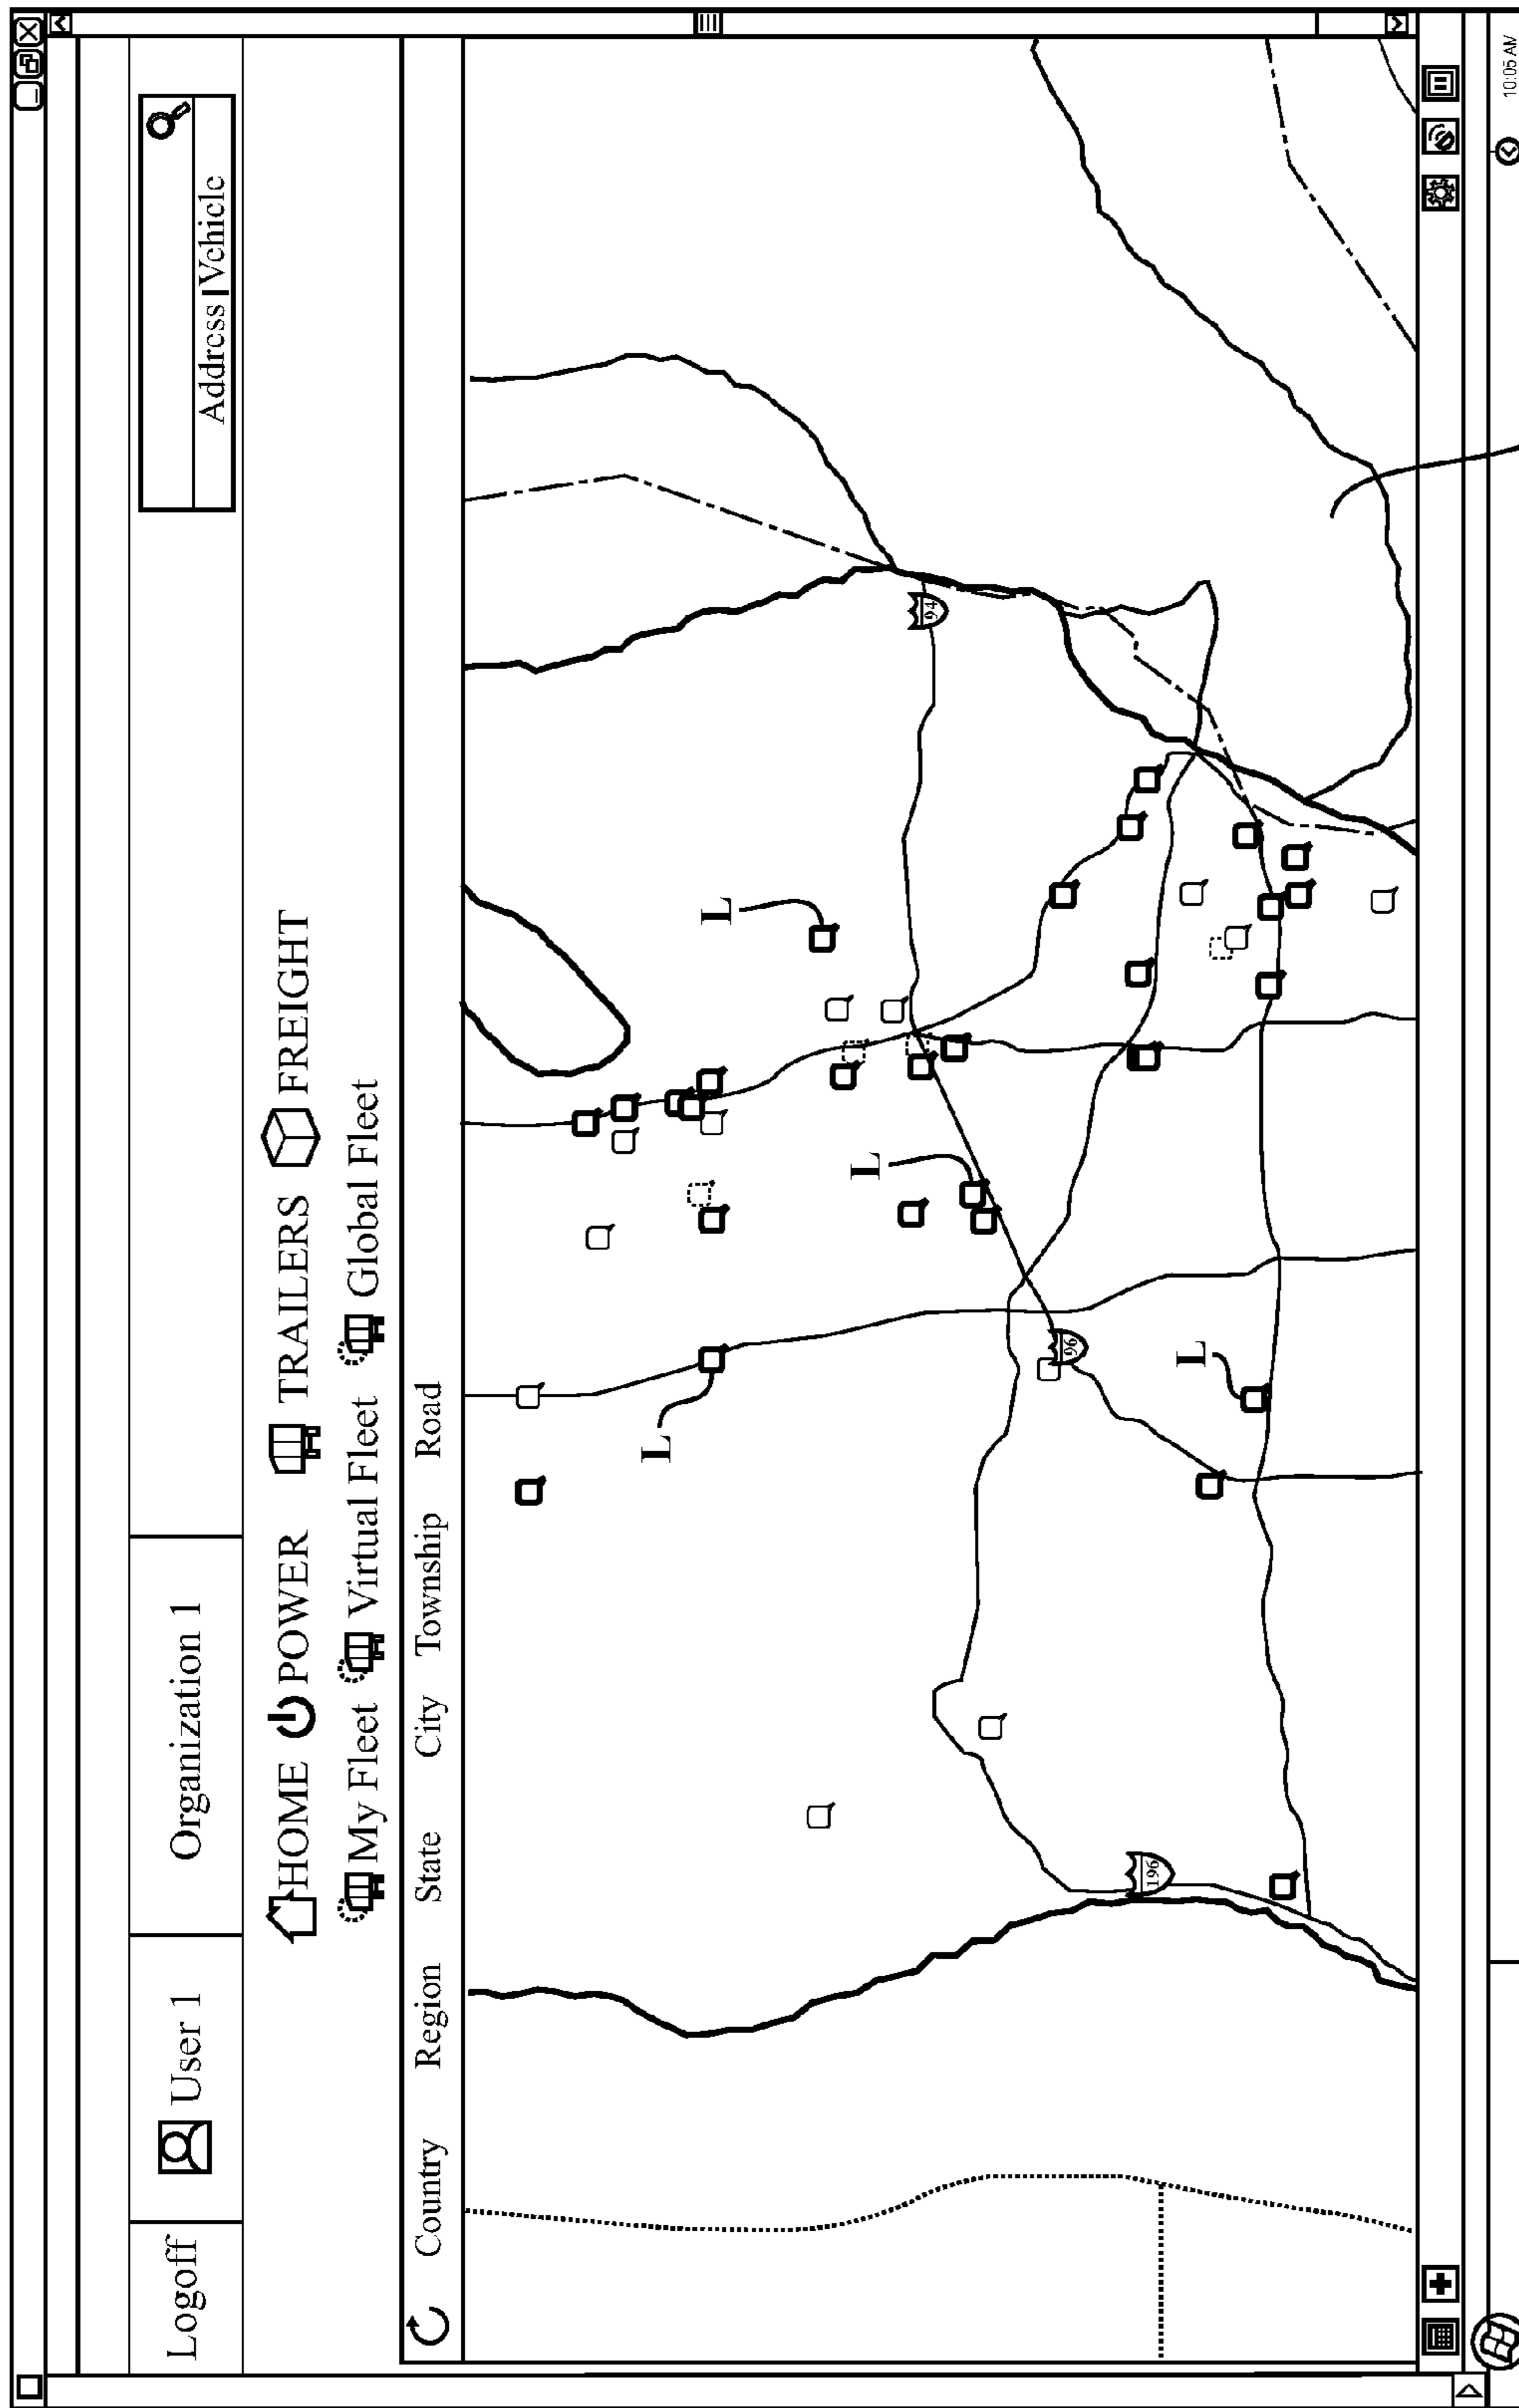 Address|Vehicle
Logoff User 1 Organization 1
HOME POWER TRAILERS FREIGHT
My Fleet Virtual Fleet Global Fleet
Country Region State City Township Road
L
L
L
L
94
96
196
10:05 AM